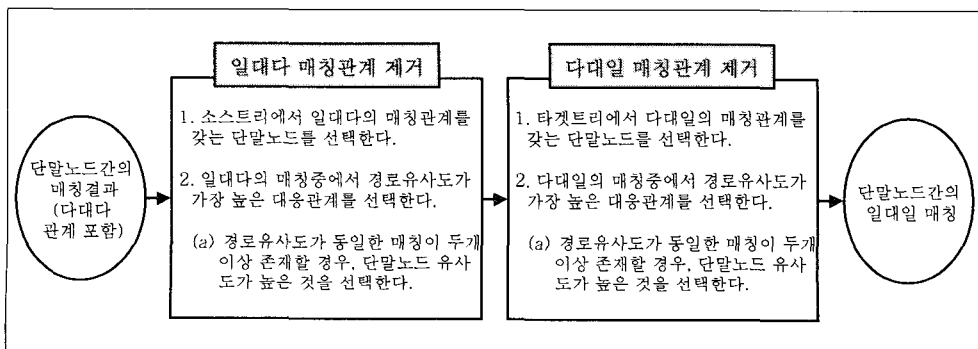 일대다 매칭관계 제거
다대일 매칭관계 제거
단말노드간의
매칭결과
(다대다
관계 포함)
1. 소스트리에서 일대다의 매칭관계를
갖는 단말노드를 선택한다.
2. 일대다의 매칭중에서 경로유사도가
가장 높은 대응관계를 선택한다.
(a) 경로유사도가 동일한 매칭이 두개
이상 존재할 경우, 단말노드 유사
도가 높은 것을 선택한다.
1. 타겟트리에서 다대일의 매칭관계를
갖는 단말노드를 선택한다.
2. 다대일의 매칭중에서 경로유사도가
가장 높은 대응관계를 선택한다.
(a) 경로유사도가 동일한 매칭이 두개
이상 존재할 경우, 단말노드 유사
도가 높은 것을 선택한다.
단말노드간의
일대일 매칭